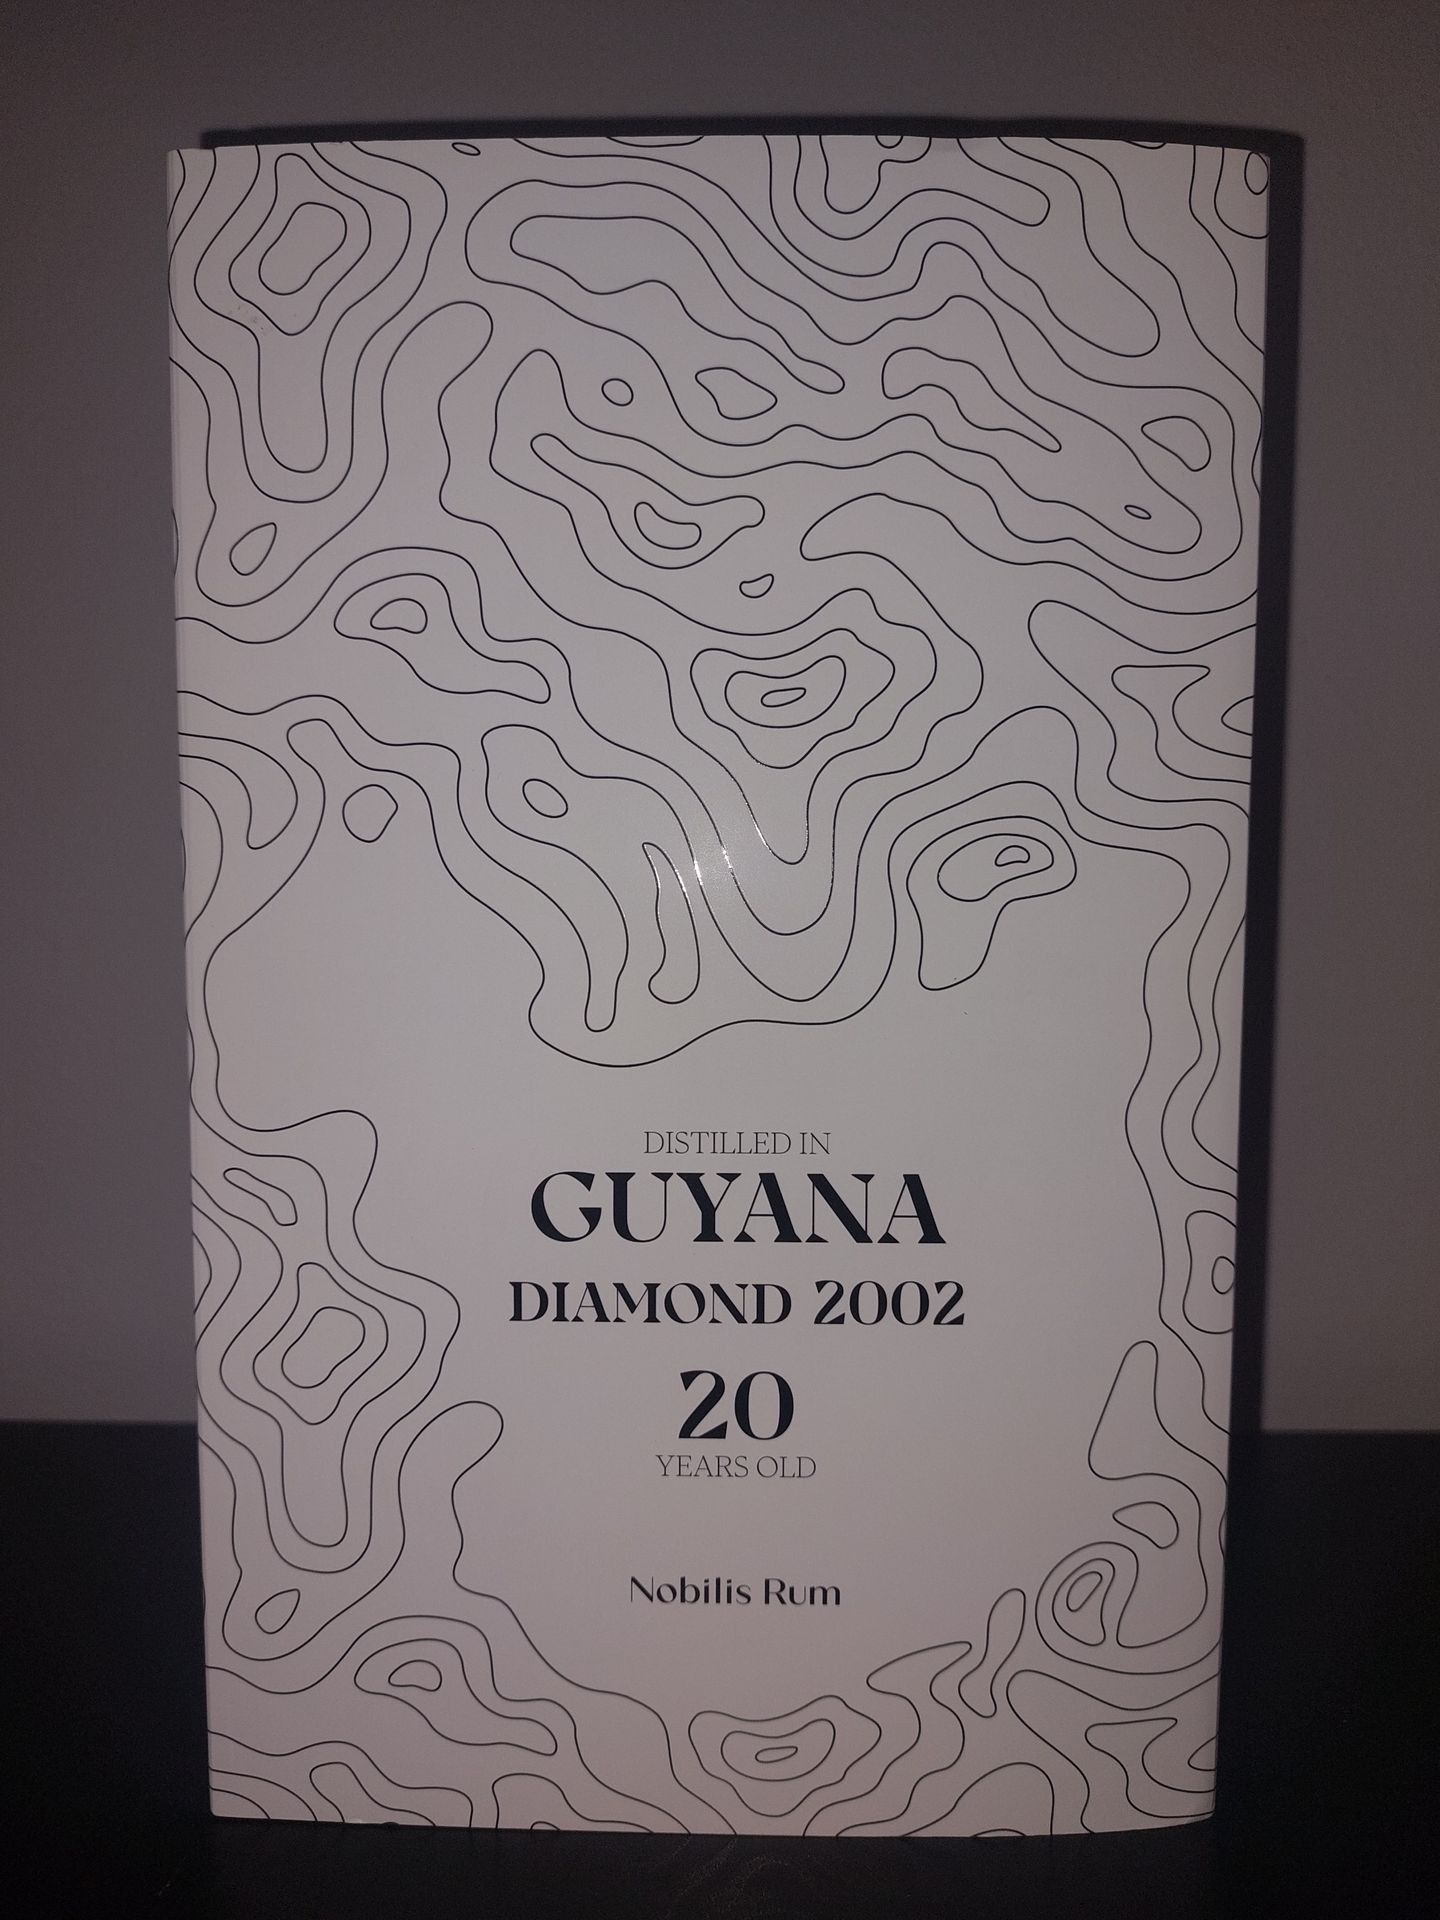 DISTILLED IN
GUYANA
DIAMOND 2002
20
YEARS OLD
Nobilis Rum